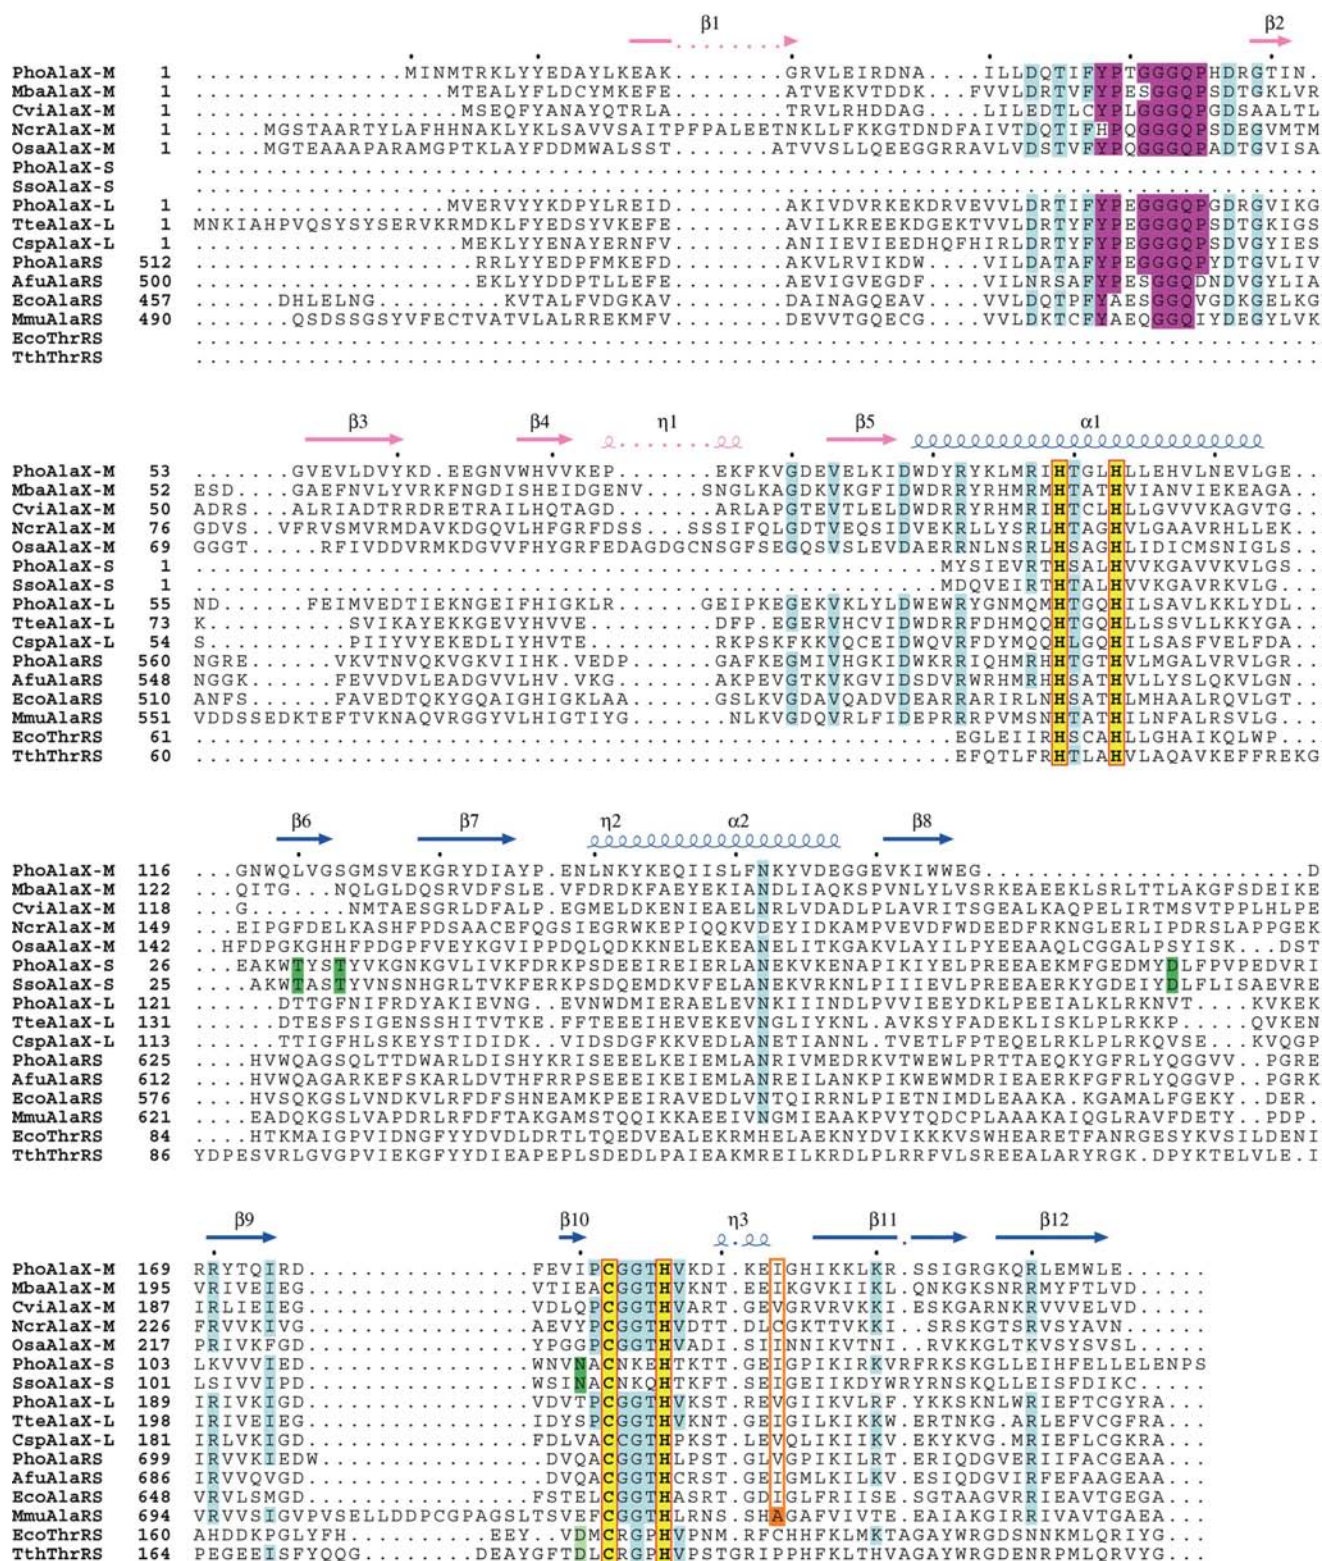 β1 β2
PhoAlaX-M 1 ...............MINMTRKLYYEDAYLKEAK........GRVLEIRDNA....ILLDQTIFYPTGGGQPHDRGTIN.
MbaAlaX-M 1 ..................MTEALYFLDCYMKEFE........ATVEKVTDDK...FVVLDRTVFYPESGGQPSDTGKLVR
CviAlaX-M 1 ...................MSEQFYANAYQTRLA........TRVLRHDDAG....LILEDTLCYPLGGGQPGDSAALTL
NcrAlaX-M 1 .....MGSTAARTYLAFHHNAKLYKLSAVVSAITPFPALEETNKLLFKKGTDNDFAIVTDQTIFHPQGGGQPSDEGVMTM
OsaAlaX-M 1 .....MGTEAAAPARAMGPTKLAYFDDMWALSST.......ATVVSLLQEEGGRRAVLVDSTVFYPQGGGQPADTGVISA
PhoAlaX-S ................................................................................
SsoAlaX-S ................................................................................
PhoAlaX-L 1 ..................MVERVYYKDPYLREID........AKIVDVRKEKDRVEVVLDRTIFYPEGGGQPGDRGVIKG
TteAlaX-L 1 MNKIAHPVQSYSYSERVKRMDKLFYEDSYVKEFE........AVILKREEKDGEKTVVLDRTYFYPEGGGQPSDTGKIGS
CspAlaX-L 1 ...................MEKLYYENAYERNFV........ANIIEVIEEDHQFHIRLDRTYFYPEGGGQPSDVGYIES
PhoAlaRS 512 ....................RRLYYEDPFMKEFD........AKVLRVIKDW.....VILDATAFYPEGGGQPYDTGVLIV
AfuAlaRS 500 ....................EKLYYDDPTLLEFE........AEVIGVEGDF.....VILNRSAFYPESGGQDNDVGYLIA
EcoAlaRS 457 ......DHLELNG.........KVTALFVDGKAV........DAINAGQEAV.....VVLDQTPFYAESGGQVGDKGELKG
MmuAlaRS 490 .......QSDSSGSYVFECTVATVLALRREKMFV........DEVVTGQECG....VVLDKTCFYAEQGGQIYDEGYLVK
EcoThrRS ................................................................................
TthThrRS ................................................................................
β3 β4 η1 β5 α1
PhoAlaX-M 53 .......GVEVLDVYKD.EEGNVWHVVKEP.......EKFKVGDEVELKIDWDYRYKLMRIHTGLHLLEHVLNEVLGE..
MbaAlaX-M 52 ESD....GAEFNVLYVRKFNGDISHEIDGENV....SNGLKAGDKVKGFIDWDRRYRHMRMHTATHVIANVIEKEAGA..
CviAlaX-M 50 ADRS...ALRIADTRRDRETRAILHQTAGD......ARLAPGTEVTLELDWDRRYRHMRIHTCLHLLGVVVKAGVTG..
NcrAlaX-M 76 GDVS..VFRVSMVRMDAVKDGQVLHFGRFDSS...SSSIFQLGDTVEQSIDVEKRLLYSRLHTAGHVLGAAVRHLLEK..
OsaAlaX-M 69 GGGT.....RFIVDDVRMKDGVVFHYGRFEDAGDGCNSGFSEGQSVSLEVDAERRNLNSRLHSAGHLIDICMSNIGLS..
PhoAlaX-S 1 .....................................................MYSIEVRTHSALHVVKGAVVKVLGS..
SsoAlaX-S 1 .....................................................MDQVEIRTHTALHVVKGAVRKVLG...
PhoAlaX-L 55 ND......FEIMVEDTIEKNGEIFHIGKLR......GEIPKEGEKVKLYLDWEWRYGNMQMHTGQHILSAVLKKLYDL..
TteAlaX-L 73 K..........SVIKAYEKKGEVYHVVE........DFP.EGERVHCVIDWDRRFDHMQQHTGQHLLSSVLLKKYGA..
CspAlaX-L 54 S..........PIIYVYEKEDLIYHVTE........RKPSKFKKVQCEIDWQVRFDYMQQHLGQHILSASFVELFDA..
PhoAlaRS 560 NGRE......VKVTNVQKVGKVIIHK.VEDP.....GAFKEGMIVHGKIDWKRRIQHMRHHTGTHVLMGALVRVLGR..
AfuAlaRS 548 NGGK......FEVVDVLEADGVVLHV.VKG......AKPEVGTKVKGVIDSDVRWRHMRHHSATHVLLYSLQKVLGN..
EcoAlaRS 510 ANFS......FAVEDTQKYGQAIGHIGKLAA.....GSLKVGDAVQADVDEARRARIRLNHSATHLMHAALRQVLGT..
MmuAlaRS 551 VDDSSEDKTEFTVKNAQVRGGYVLHIGTIYG......NLKVGDQVRLFIDEPRRRPVMSNHTATHILNFALRSVLG...
EcoThrRS 61 ......................................................EGLEIIRHSCAHLLGHAIKQLWP...
TthThrRS 60 ......................................................EFQTLFRHTLAHVLAQAVKEFFREKG
β6 β7 η2 α2 β8
PhoAlaX-M 116 ...GNWQLVGSGMSVEKGRYDIAYP.ENLNKYKEQIISLFNKYVDEGGEVKIWWEG.......................D
MbaAlaX-M 122 ...QITG...NQLGLDQSRVDFSLE.VFDRDKFAEYEKIANDLIAQKSPVNLYLVSRKEAEEKLSRLTTLAKGFSDEIKE
CviAlaX-M 118 ...G.......NMTAESGRLDFALP.EGMELDKENIEAELNRLVDADLPLAVRITSGEALKAQPELIRTMSVTPPLHLPE
NcrAlaX-M 149 ...EIPGFDELKASHFPDSAACEFQGSIEGRWKEPIQQKVDEYIDKAMPVEVDFWDEEDFRKNGLERLIPDRSLAPPGEK
OsaAlaX-M 142 ..HFDPGKGHHFPDGPFVEYKGVIPPDQLQDKKNELEKEANELITKGAKVLAYILPYEEAAQLCGGALPSYISK...DST
PhoAlaX-S 26 ...EAKWTYSTYVKGNKGVLIVKFDRKPSDEEIREIERLANEKVKENAPIKIYELPREEAEKMFGEDMYDLFPVPEDVRI
SsoAlaX-S 25 ....AKWTASTYVNSNHGRLTVKFERKPSDQEMDKVFELANEKVRKNLPIIIEFLPREEAERKYGDEIYDLFLISAEVRE
PhoAlaX-L 121 ......DTTGFNIFRDYAKIEVNG..EVNWDMIERAELEVNKIIINDLPVVIEEYDKLPEEIALKLRKNVT.....KVKEK
TteAlaX-L 131 ......DTESFSIGENSSHITVTKE.FFTEEEIHEVEKEVNGLIYKNL.AVKSYFADEKLISKLPLRKKP......QVKEN
CspAlaX-L 113 ......TTIGFHLSKEYSTIDIDK..VIDSDGFKKVEDLANETIANNL.TVETLFPTEQELRKLPLRKQVSE...KVQGP
PhoAlaRS 625 ....HVWQAGSQLTTDWARLDISHYKRISEEELKEIEMLANRIVMEDRKVTWEWLPRTTAEQKYGFRLYQGGVV..PGRE
AfuAlaRS 612 ....HVWQAGARKEFSKARLDVTHFRRPSEEEIKEIEMLANREILANKPIKWEWMDRIEAERKFGFRLYQGGVP..PGRK
EcoAlaRS 576 ....HVSQKGSLVNDKVLRFDFSHNEAMKPEEIRAVEDLVNTQIRRNLPIETNIMDLEAAKA.KGAMALFGEKY..DER.
MmuAlaRS 621 ....EADQKGSLVAPDRLRFDFTAKGAMSTQQIKKAEEIVNGMIEAAKPVYTQDCPLAAAKAIQGLRAVFDETY..PDP.
EcoThrRS 84 ....HTKMAIGPVIDNGFYYDVDLDRTLTQEDVEALEKRMHELAEKNYDVIKKKVSWHEARETFANRGESYKVSILDENI
TthThrRS 86 YDPESVRLGVGPVIEKGFYYDIEAPEPLSDEDLPAIEAKMREILKRDLPLRRFVLSREEALARYRGK.DPYKTELVLE.I
β9 β10 η3 β11 β12
PhoAlaX-M 169 RRYTQIRD..................FEVIPCGGTHVKDI.KEIGHIKKLKR.SSIGRGKQRLEMWLE......
MbaAlaX-M 195 VRIVEIEG..................VTIEACGGTHVKNT.EEIKGVKIIKL.QNKGKSNRRMYFTLVD.....
CviAlaX-M 187 IRLIEIEG..................VDLQPCGGTHVART.GEVGRVRVKKI.ESKGARNKRVVVELVD.....
NcrAlaX-M 226 FRVVKIVG..................AEVYPCGGTHVDTT.DLCGKTTVKKI.SRSKGTSRVSYAVN.......
OsaAlaX-M 217 PRIVKFGD..................YPGGPCGGTHVADI.SIINNIKVTNI.RVKKGLTKVSYSVSL......
PhoAlaX-S 103 LKVVVIED..................WNVNACNKEHTKTT.GEIGPIKIRKVRFRKSKGLLEIHFELLELENPS
SsoAlaX-S 101 LSIVVIPD..................WSINACNKQHTKFT.SEIGEIKKDYWRYRNSKQLLEISFDIKC.....
PhoAlaX-L 189 IRIVKIGD..................VDVTPCGGTHVKST.REVGIIKVLRF.YKKSKNLWRIEFTCGYRA...
TteAlaX-L 198 IRIVEIEG..................IDYSPCGGTHVKNT.GEIGILKIKKW.ERTNKG.ARLEFVCGFRA...
CspAlaX-L 181 IRLVKIGD..................FDLVACCGTHPKST.LEVQLIKIIKV.EKYKVG.MRIEFLCGKRA...
PhoAlaRS 699 IRVVKIEDW.................DVQACGGTHLPST.GLVGPIKILRT.ERIQDGVERIIFACGEAA...
AfuAlaRS 686 IRVVQVGD..................DVQACGGTHCRST.GEIGMLKILKV.ESIQDGVIRFEFAAGEAA...
EcoAlaRS 648 VRVLSMGD..................FSTELCGGTHASRT.GDIGLFRIISE.SGTAAGVRRIEAVTGEGA...
MmuAlaRS 694 VRVVSIGVPVSELLDDPCGPAGSLTSVEFCGGTHLRNS.SHAGAFVIVTE.EAIAKGIRRIVAVTGAEA...
EcoThrRS 160 AHDDKPGLYFH............EEY.VDMCRGPHVPNMRFCHHFKLMKTAGAYWRGDSNNKMLQRIYG...
TthThrRS 164 PEGEEISFYQQG.........DEAYGFTDLCRGPHVPSTGRIPPHFKLTHVAGAYWRGDENRPMLQRVYG...